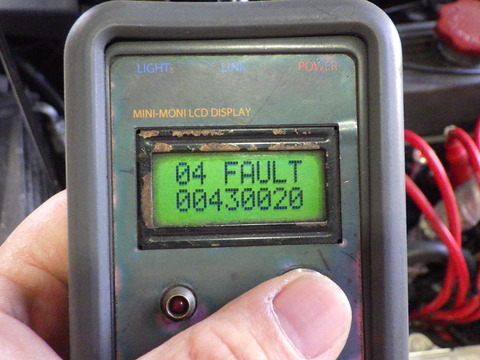 LIGHT LINK POWER
MINI-MONI LCD DISPLAY
04 FAULT
00430020